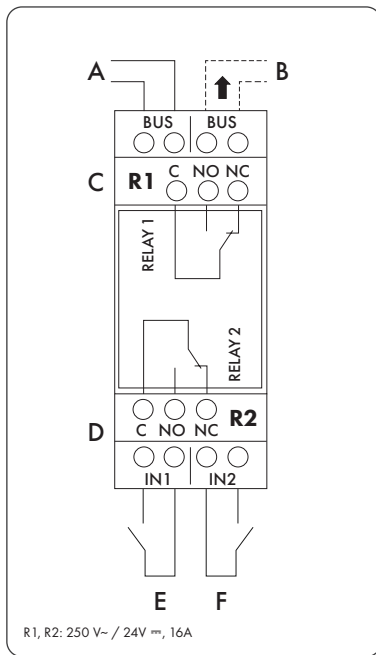 A B
BUS BUS
C R1 C NO NC
RELAY 1
RELAY 2
D C NO NC R2
IN1 IN2
E F
R1, R2: 250 V~ / 24V ⎓, 16A